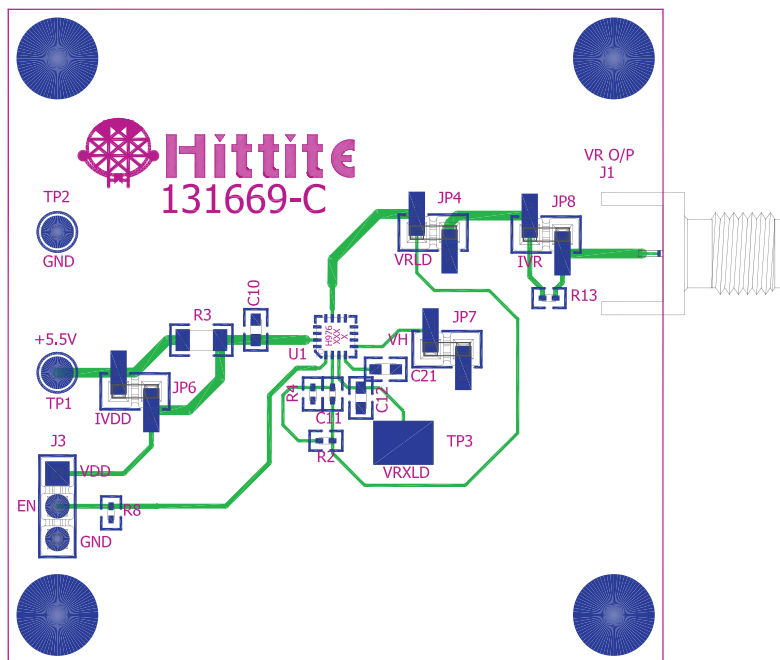 Hittite
131669-C
VR O/P
J1
TP2
GND
JP4
VRLD
JP8
IVR
R13
C10
R3
+5.5V
TP1
JP6
IVDD
U1
H976
XXX
X
VH
JP7
C21
R4
C11
C12
R2
TP3
VRXLD
J3
VDD
EN
R8
GND